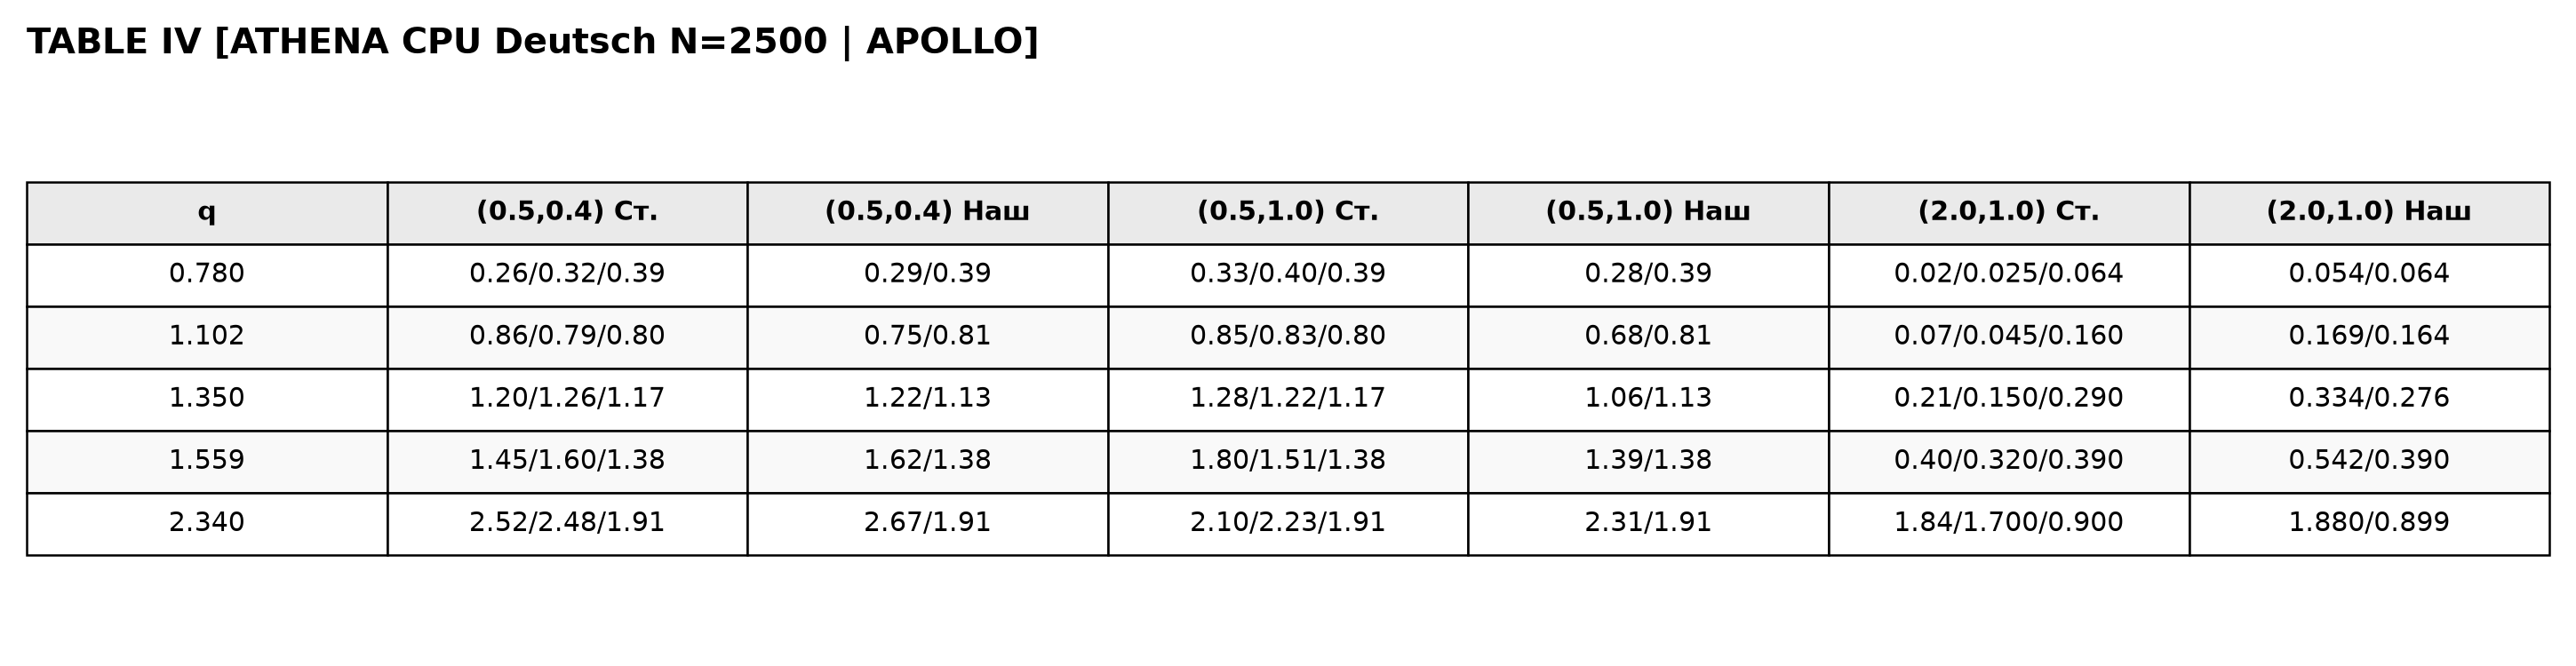 TABLE IV [ATHENA CPU Deutsch N=2500 | APOLLO]
q (0.5,0.4) Ст. (0.5,0.4) Наш (0.5,1.0) Ст. (0.5,1.0) Наш (2.0,1.0) Ст. (2.0,1.0) Наш
0.780 0.26/0.32/0.39 0.29/0.39 0.33/0.40/0.39 0.28/0.39 0.02/0.025/0.064 0.054/0.064
1.102 0.86/0.79/0.80 0.75/0.81 0.85/0.83/0.80 0.68/0.81 0.07/0.045/0.160 0.169/0.164
1.350 1.20/1.26/1.17 1.22/1.13 1.28/1.22/1.17 1.06/1.13 0.21/0.150/0.290 0.334/0.276
1.559 1.45/1.60/1.38 1.62/1.38 1.80/1.51/1.38 1.39/1.38 0.40/0.320/0.390 0.542/0.390
2.340 2.52/2.48/1.91 2.67/1.91 2.10/2.23/1.91 2.31/1.91 1.84/1.700/0.900 1.880/0.899